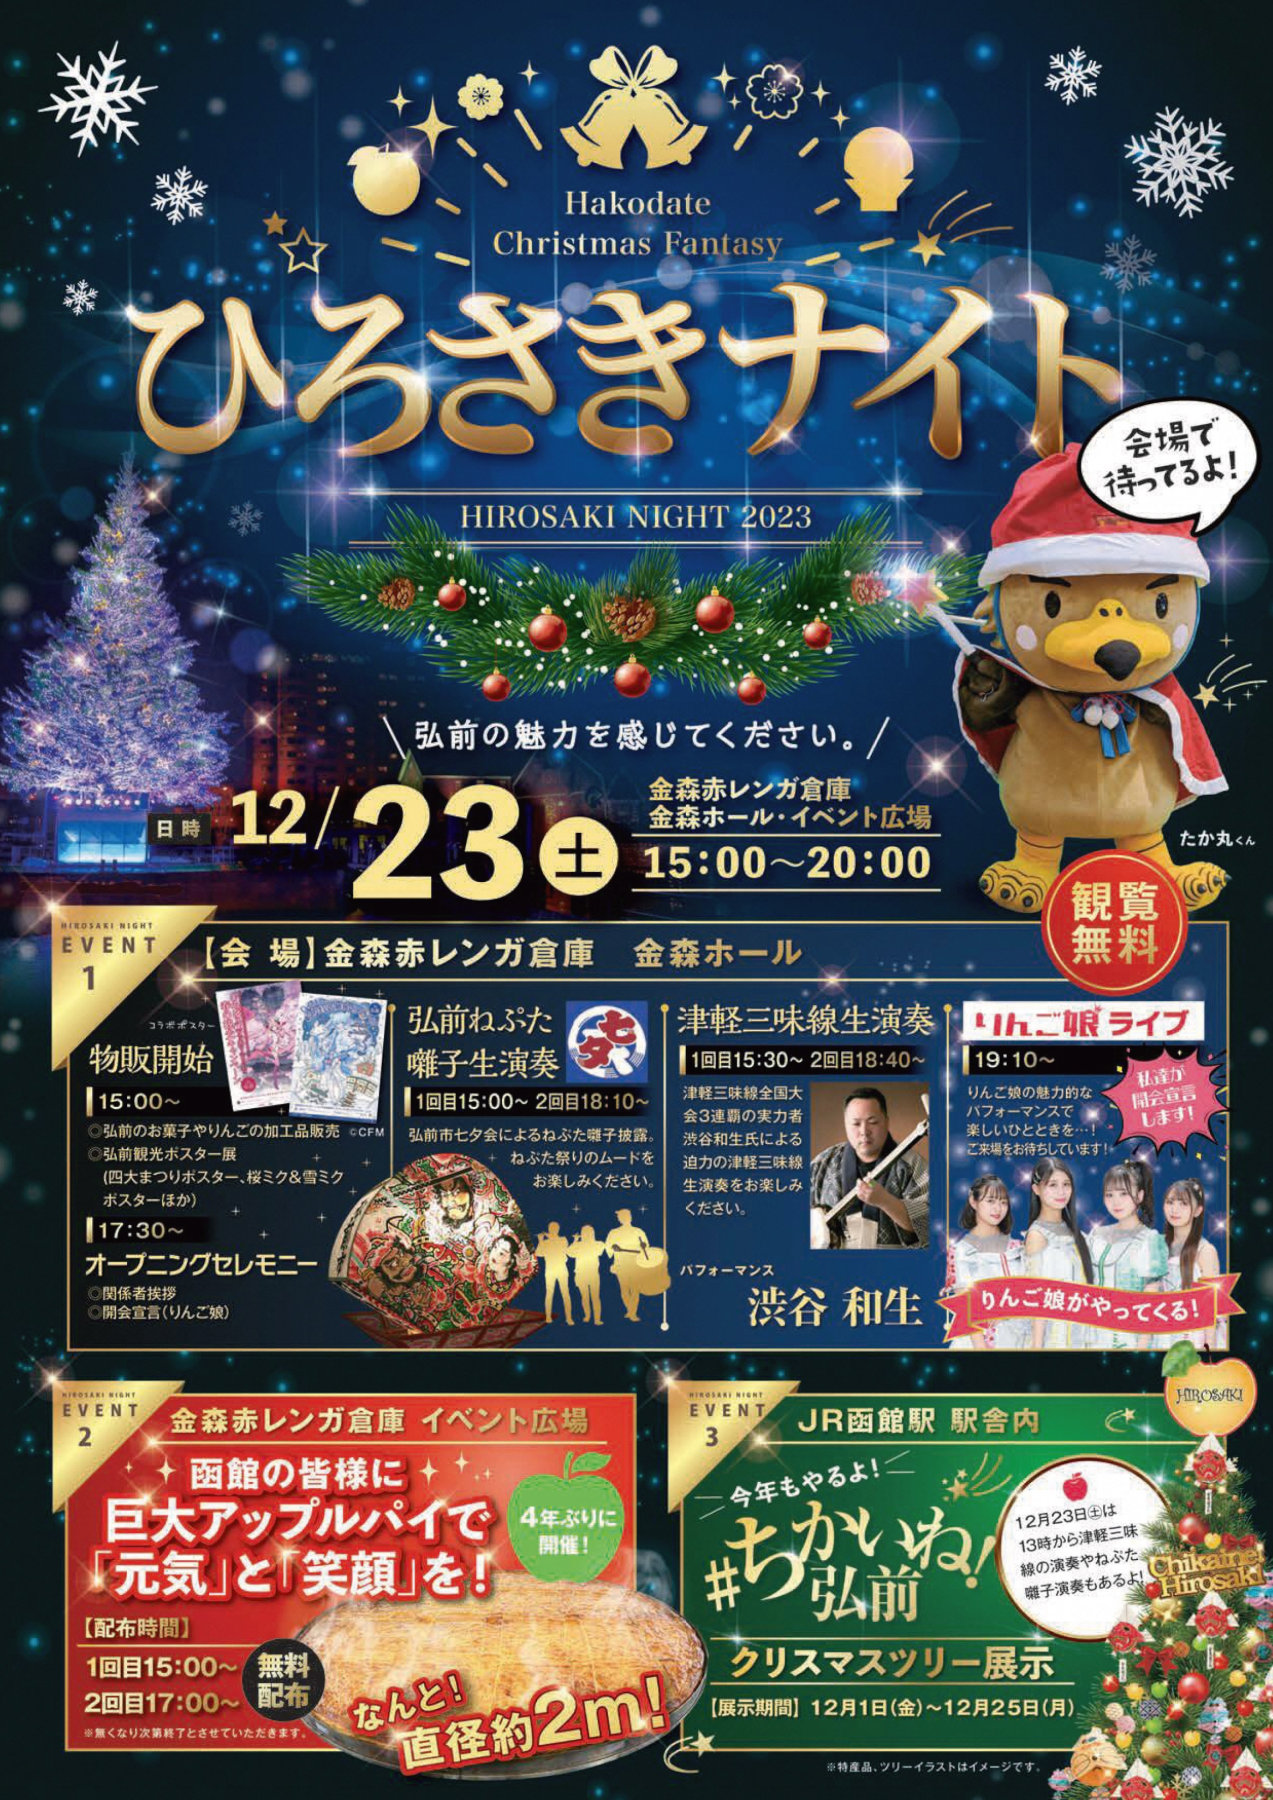 Hakodate
Christmas Fantasy
ひろさきナイト
HIROSAKI NIGHT 2023
会場で
待ってるよ!
弘前の魅力を感じてください。
日時
12/23 土
金森赤レンガ倉庫
金森ホール・イベント広場
15:00〜20:00
たか丸くん
観覧
無料
HIROSAKI NIGHT
EVENT
1
【会 場】金森赤レンガ倉庫 金森ホール
コラボポスター
物販開始
15:00〜
◎弘前のお菓子やりんごの加工品販売
©CFM
◎弘前観光ポスター展
(四大まつりポスター、桜ミク&雪ミク
ポスターほか)
17:30〜
オープニングセレモニー
◎関係者挨拶
◎開会宣言(りんご娘)
弘前ねぷた
囃子生演奏
七夕
1回目15:00〜 2回目18:10〜
弘前市七夕会によるねぷた囃子披露。
ねぷた祭りのムードを
お楽しみください。
津軽三味線生演奏
1回目15:30〜 2回目18:40〜
津軽三味線全国大
会3連覇の実力者
渋谷和生氏による
迫力の津軽三味線
生演奏をお楽しみ
ください。
パフォーマンス
渋谷 和生
りんご娘 ライブ
19:10〜
りんご娘の魅力的な
パフォーマンスで
楽しいひとときを…!
ご来場をお待ちしています!
私達が
開会宣言
します!
りんご娘がやってくる!
HIROSAKI NIGHT
EVENT
2
金森赤レンガ倉庫 イベント広場
函館の皆様に
巨大アップルパイで
「元気」と「笑顔」を!
4年ぶりに
開催!
【配布時間】
1回目15:00〜
2回目17:00〜
無料
配布
※無くなり次第終了とさせていただきます。
なんと!
直径約2m!
HIROSAKI NIGHT
EVENT
3
JR函館駅 駅舎内
今年もやるよ!
#ちかいね!
弘前
12月23日㊏は
13時から津軽三味
線の演奏やねぷた
囃子演奏もあるよ!
HIROSAKI
Chikaine
Hirosaki
クリスマスツリー展示
【展示期間】12月1日(金)〜12月25日(月)
※特産品、ツリーイラストはイメージです。